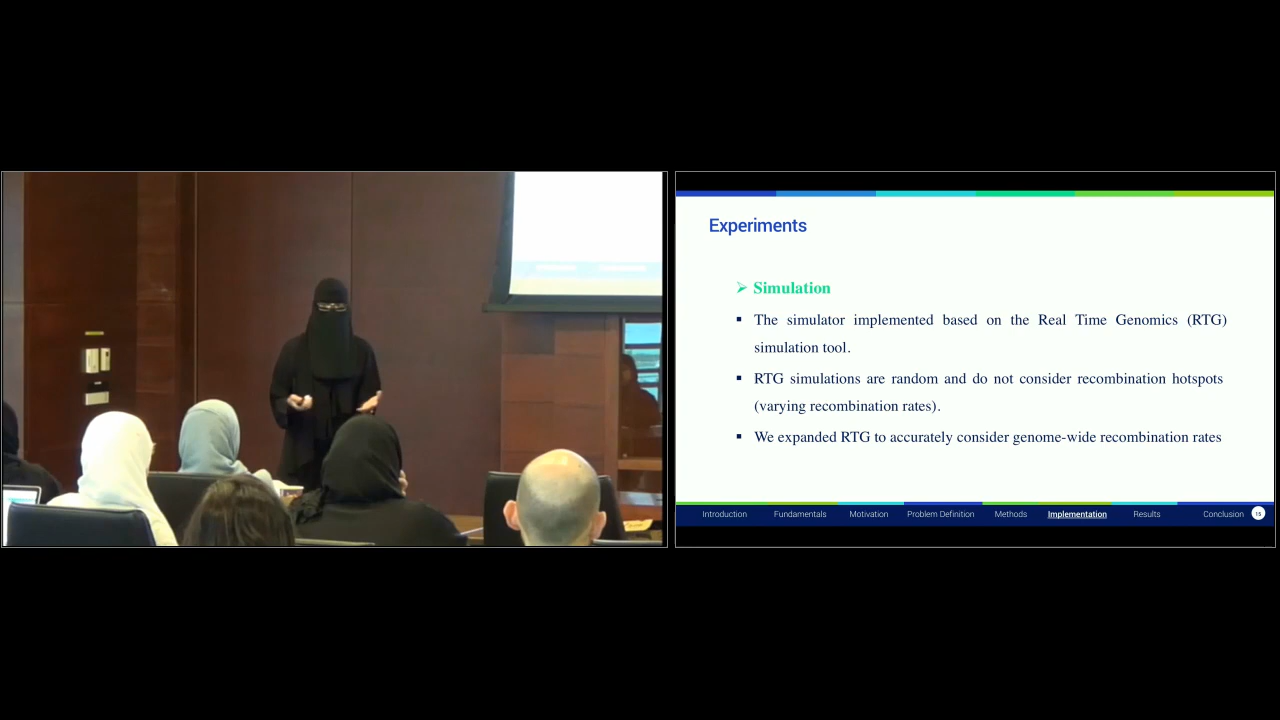 Experiments
➢ Simulation
▪ The simulator implemented based on the Real Time Genomics (RTG)
simulation tool.
▪ RTG simulations are random and do not consider recombination hotspots
(varying recombination rates).
▪ We expanded RTG to accurately consider genome-wide recombination rates
Introduction Fundamentals Motivation Problem Definition Methods Implementation Results Conclusion 15